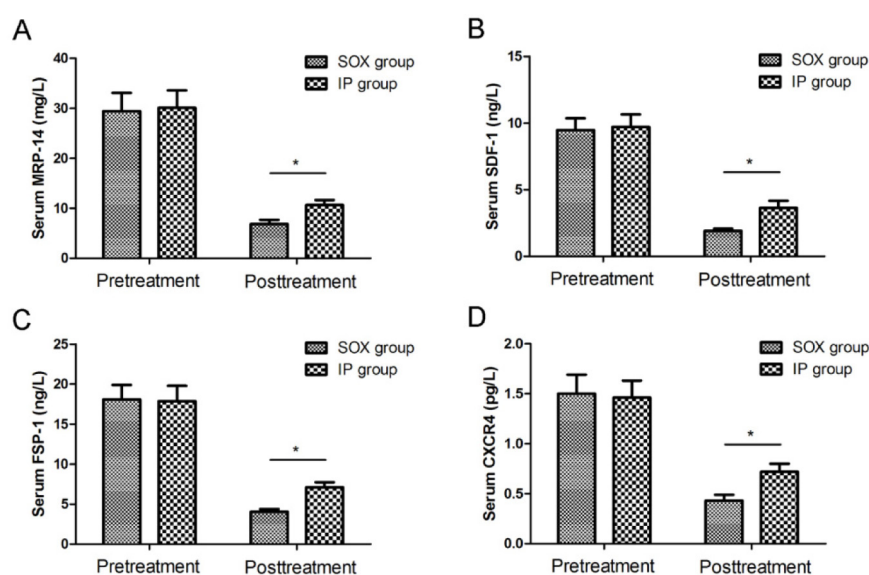 A
Serum MRP-14 (mg/L)
40
30
20
10
0
SOX group
IP group
*
Pretreatment
Posttreatment
B
Serum SDF-1 (ng/L)
15
10
5
0
SOX group
IP group
*
Pretreatment
Posttreatment
C
Serum FSP-1 (ng/L)
25
20
15
10
5
0
SOX group
IP group
*
Pretreatment
Posttreatment
D
Serum CXCR4 (pg/L)
2.0
1.5
1.0
0.5
0.0
SOX group
IP group
*
Pretreatment
Posttreatment